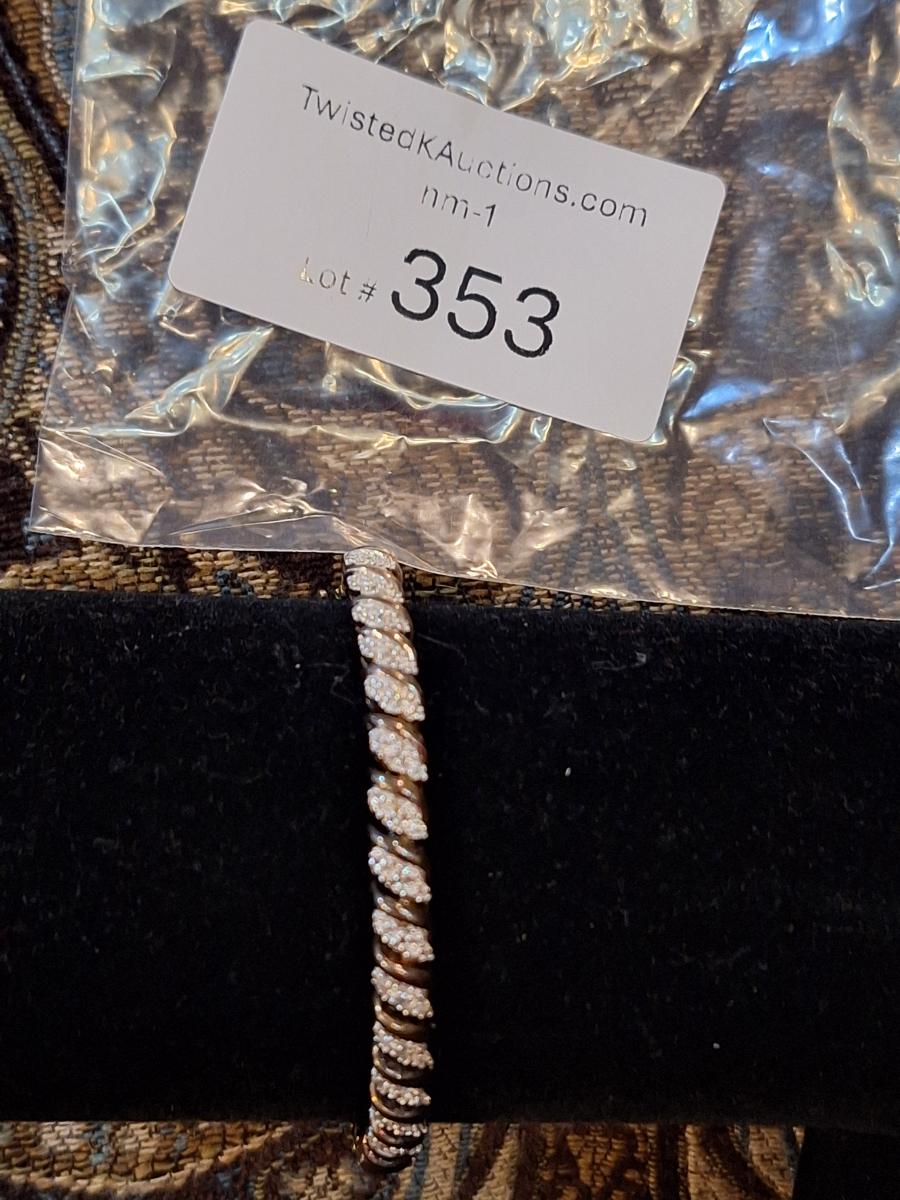 TwistedKAuctions.com
nm-1
Lot # 353